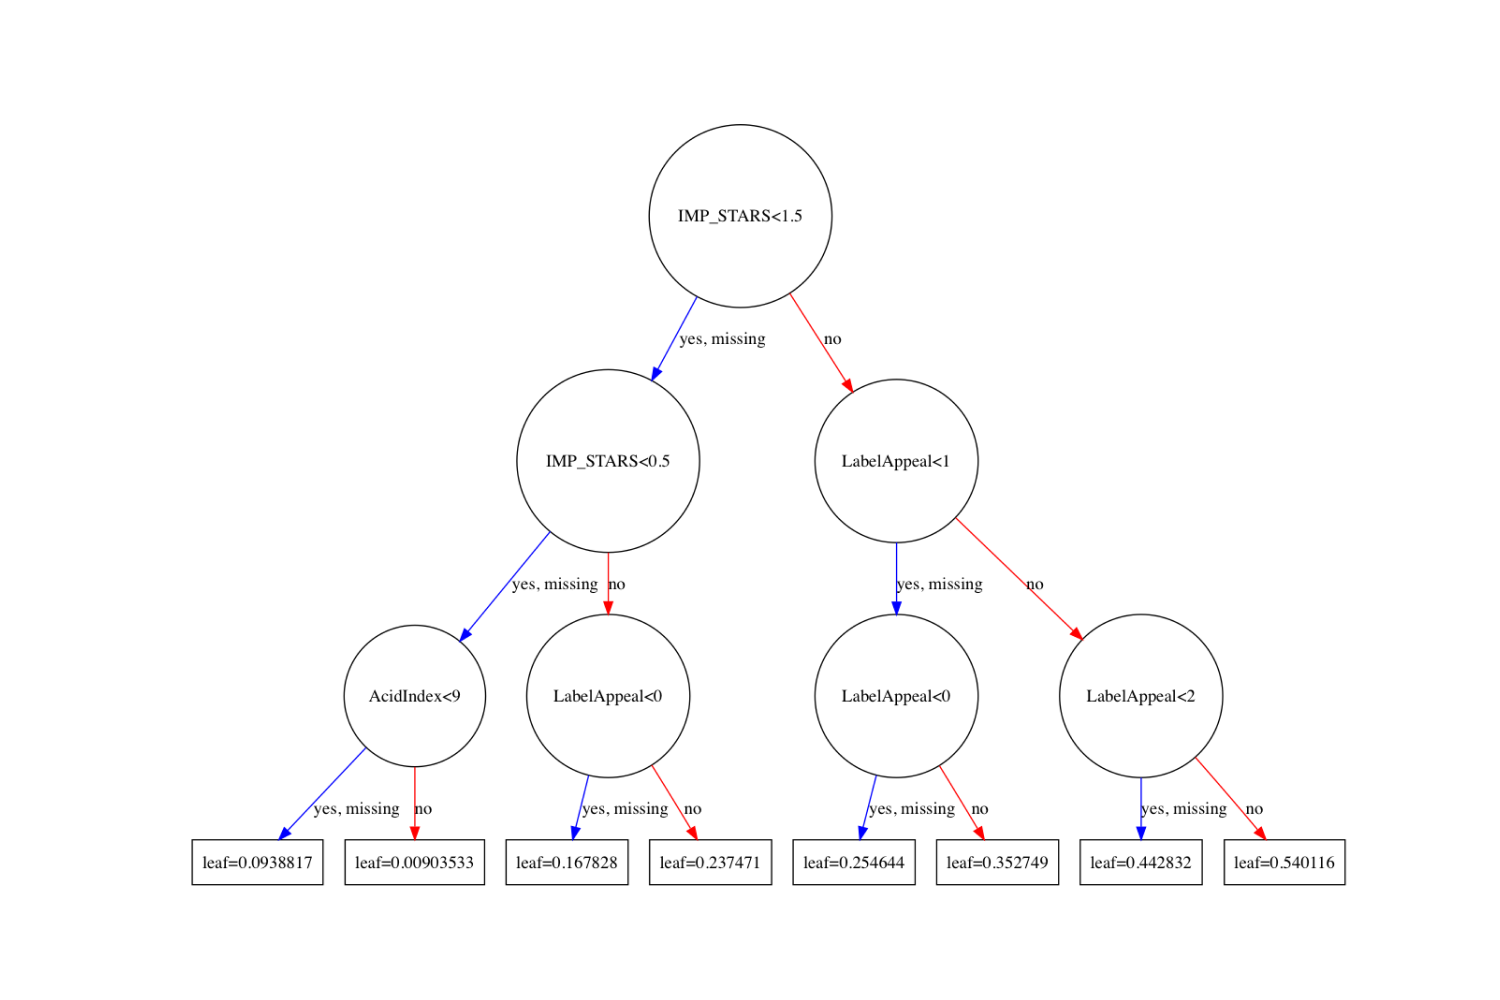 IMP_STARS<1.5
yes, missing
no
IMP_STARS<0.5
LabelAppeal<1
yes, missing
no
yes, missing
no
AcidIndex<9
LabelAppeal<0
LabelAppeal<0
LabelAppeal<2
yes, missing
no
yes, missing
no
yes, missing
no
yes, missing
no
leaf=0.0938817
leaf=0.00903533
leaf=0.167828
leaf=0.237471
leaf=0.254644
leaf=0.352749
leaf=0.442832
leaf=0.540116